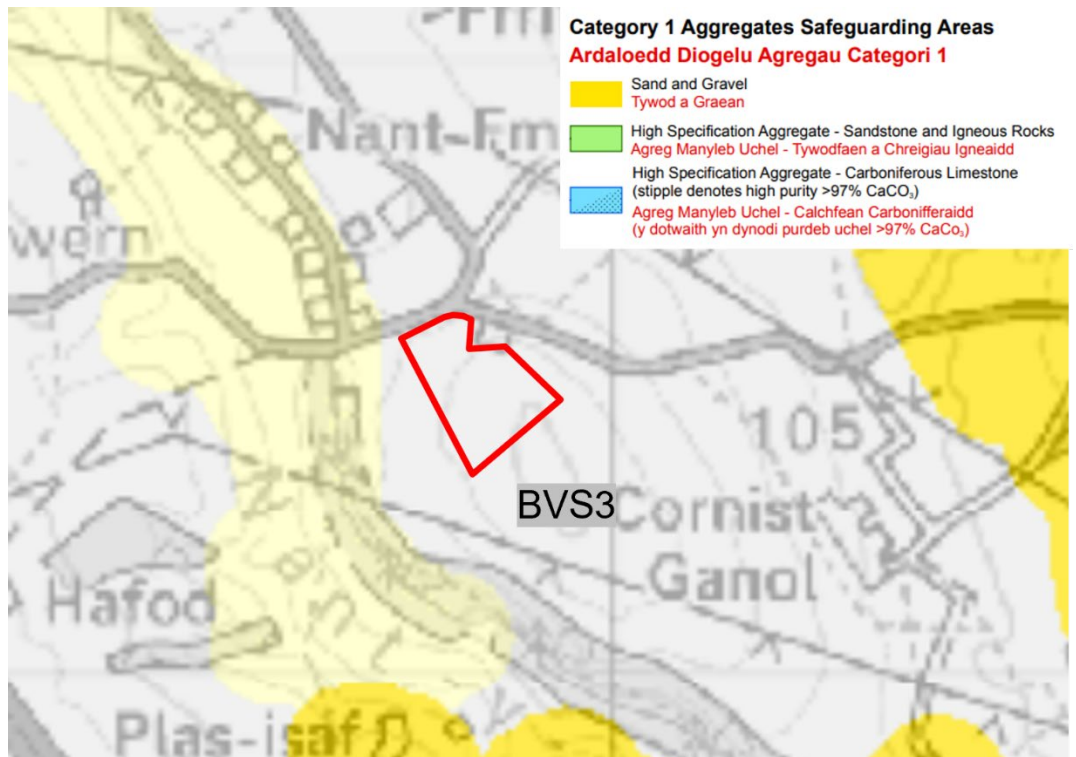 Category 1 Aggregates Safeguarding Areas
Ardaloedd Diogelu Agregau Categori 1
Sand and Gravel
Tywod a Graean
High Specification Aggregate - Sandstone and Igneous Rocks
Agreg Manyleb Uchel - Tywodfaen a Chreigiau Igneaidd
High Specification Aggregate - Carboniferous Limestone
(stipple denotes high purity >97% CaCO₃)
Agreg Manyleb Uchel - Calchfaen Carbonifferaidd
(y dotwaith yn dynodi purdeb uchel >97% CaCo₃)
Nant-Fm
wern
105
BVS3
Cornist
Ganol
Hafod
Plas-isaf